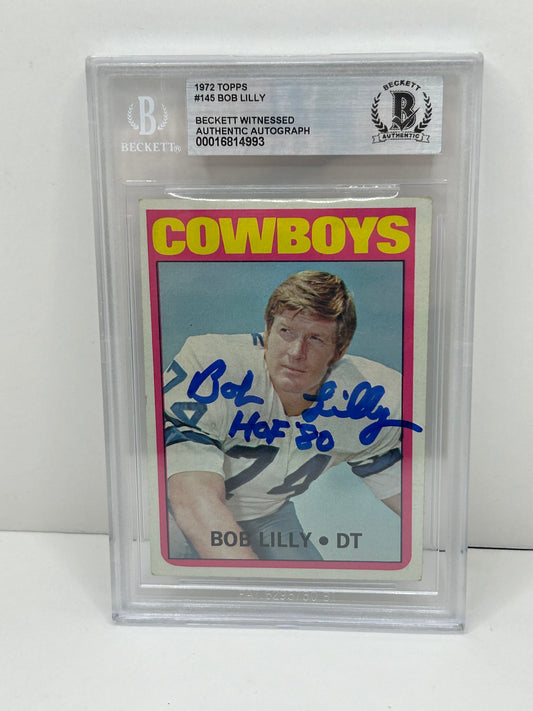 1972 TOPPS
#145 BOB LILLY
BECKETT WITNESSED
AUTHENTIC AUTOGRAPH
00016814993
B
BECKETT®
BECKETT
B
AUTHENTIC
COWBOYS
74
Bob Lilly
HOF '80
74
BOB LILLY • DT